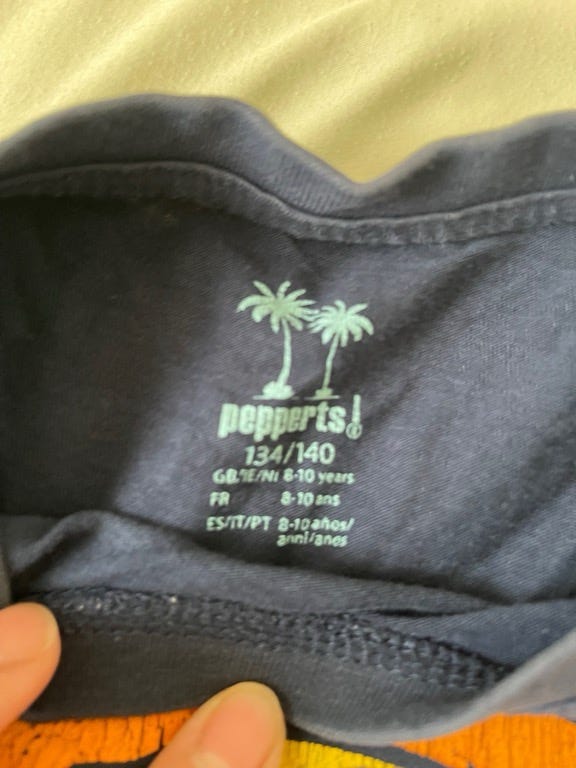 pepperts!
134/140
GB/IE/NI 8-10 years
FR 8-10 ans
ES/IT/PT 8-10 años/
anni/anos